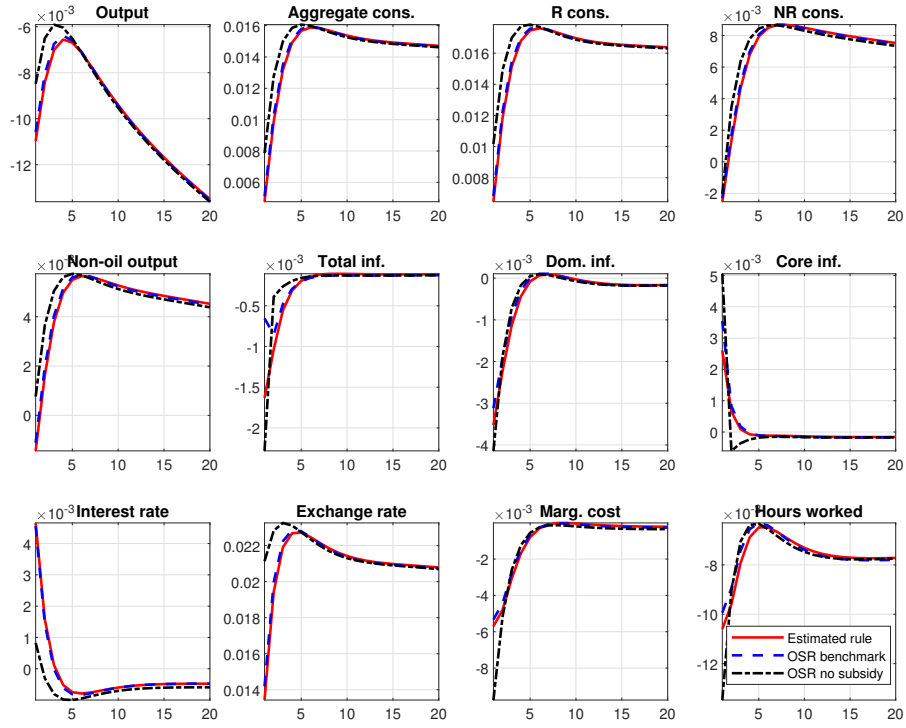 Output
×10⁻³
-6
-8
-10
-12
5 10 15 20
Aggregate cons.
0.016
0.014
0.012
0.01
0.008
0.006
5 10 15 20
R cons.
0.016
0.014
0.012
0.01
0.008
5 10 15 20
NR cons.
×10⁻³
8
6
4
2
0
-2
5 10 15 20
Non-oil output
4
2
0
5 10 15 20
Total inf.
×10⁻³
-0.5
-1
-1.5
-2
5 10 15 20
Dom. inf.
×10⁻³
0
-1
-2
-3
-4
5 10 15 20
Core inf.
×10⁻³
5
4
3
2
1
0
5 10 15 20
Interest rate
×10⁻³
4
2
0
5 10 15 20
Exchange rate
0.022
0.02
0.018
0.016
0.014
5 10 15 20
Marg. cost
×10⁻³
-2
-4
-6
-8
5 10 15 20
Hours worked
-8
-10
-12
5 10 15 20
Estimated rule
OSR benchmark
OSR no subsidy